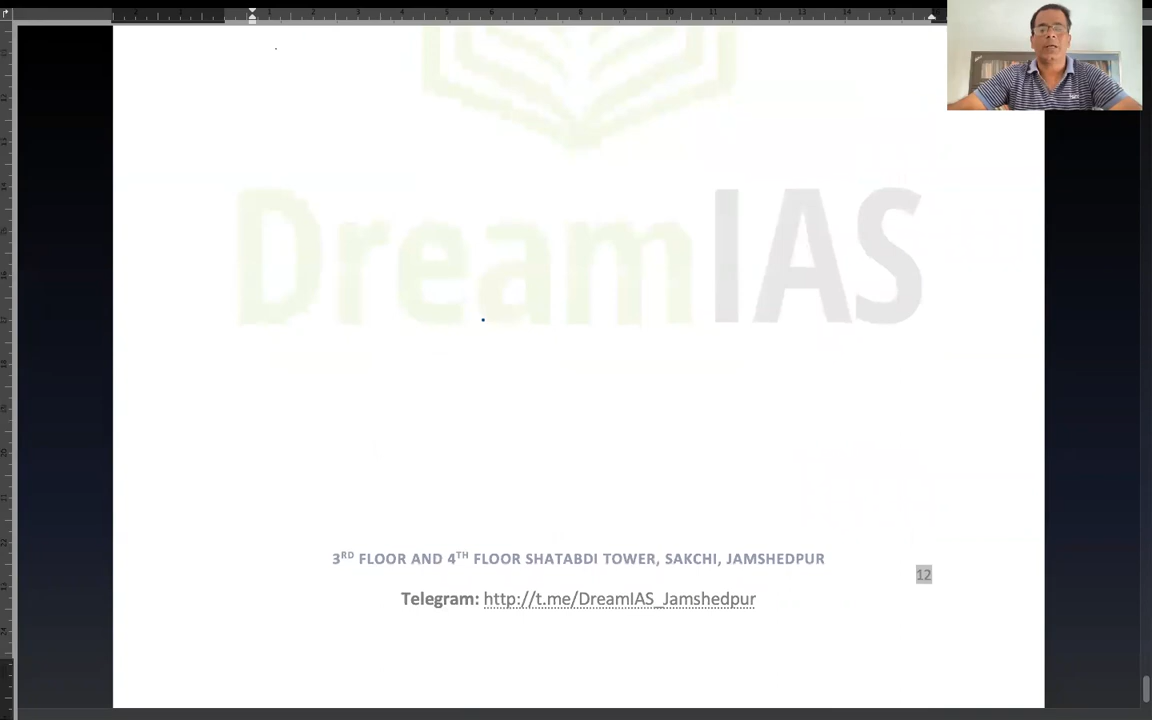 DreamIAS
3RD FLOOR AND 4TH FLOOR SHATABDI TOWER, SAKCHI, JAMSHEDPUR
12
Telegram: http://t.me/DreamIAS_Jamshedpur